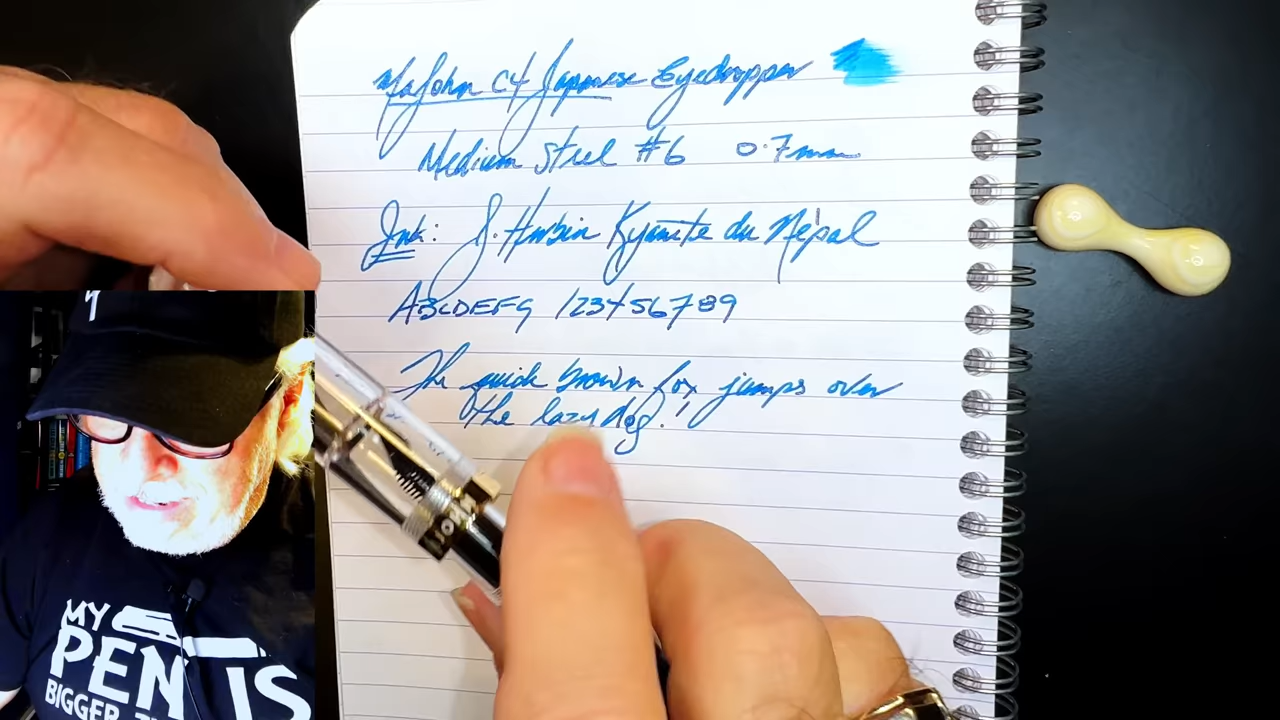 MaJohn C4 Japanese Eyedropper
Medium Steel #6 0.7mm
Ink: J. Herbin Kyanite du Népal
ABCDEFG 123456789
The quick brown fox jumps over
the lazy dog.!
MY
PEN IS
BIGGER